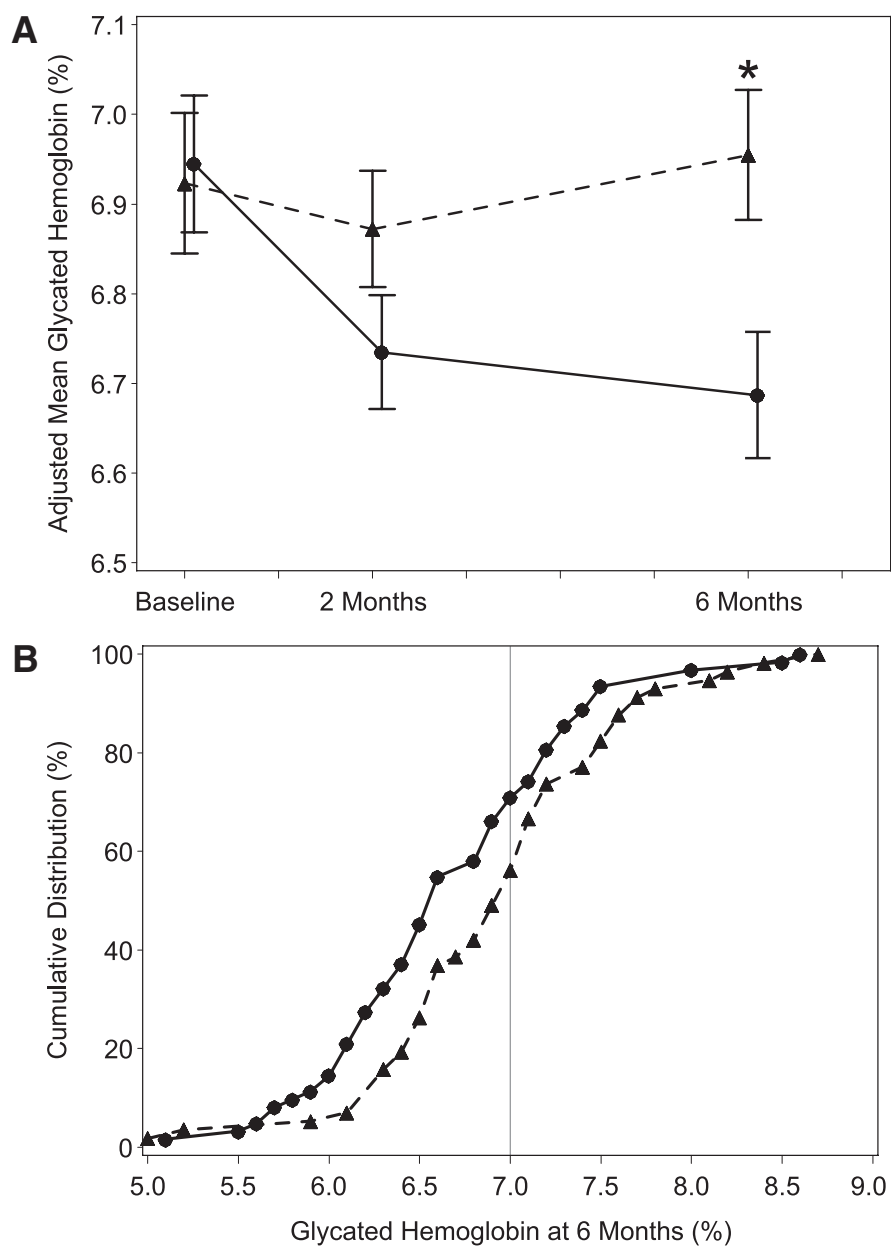 A
Adjusted Mean Glycated Hemoglobin (%)
7.1
7.0
6.9
6.8
6.7
6.6
6.5
*
Baseline 2 Months 6 Months
B
Cumulative Distribution (%)
100
80
60
40
20
0
5.0 5.5 6.0 6.5 7.0 7.5 8.0 8.5 9.0
Glycated Hemoglobin at 6 Months (%)